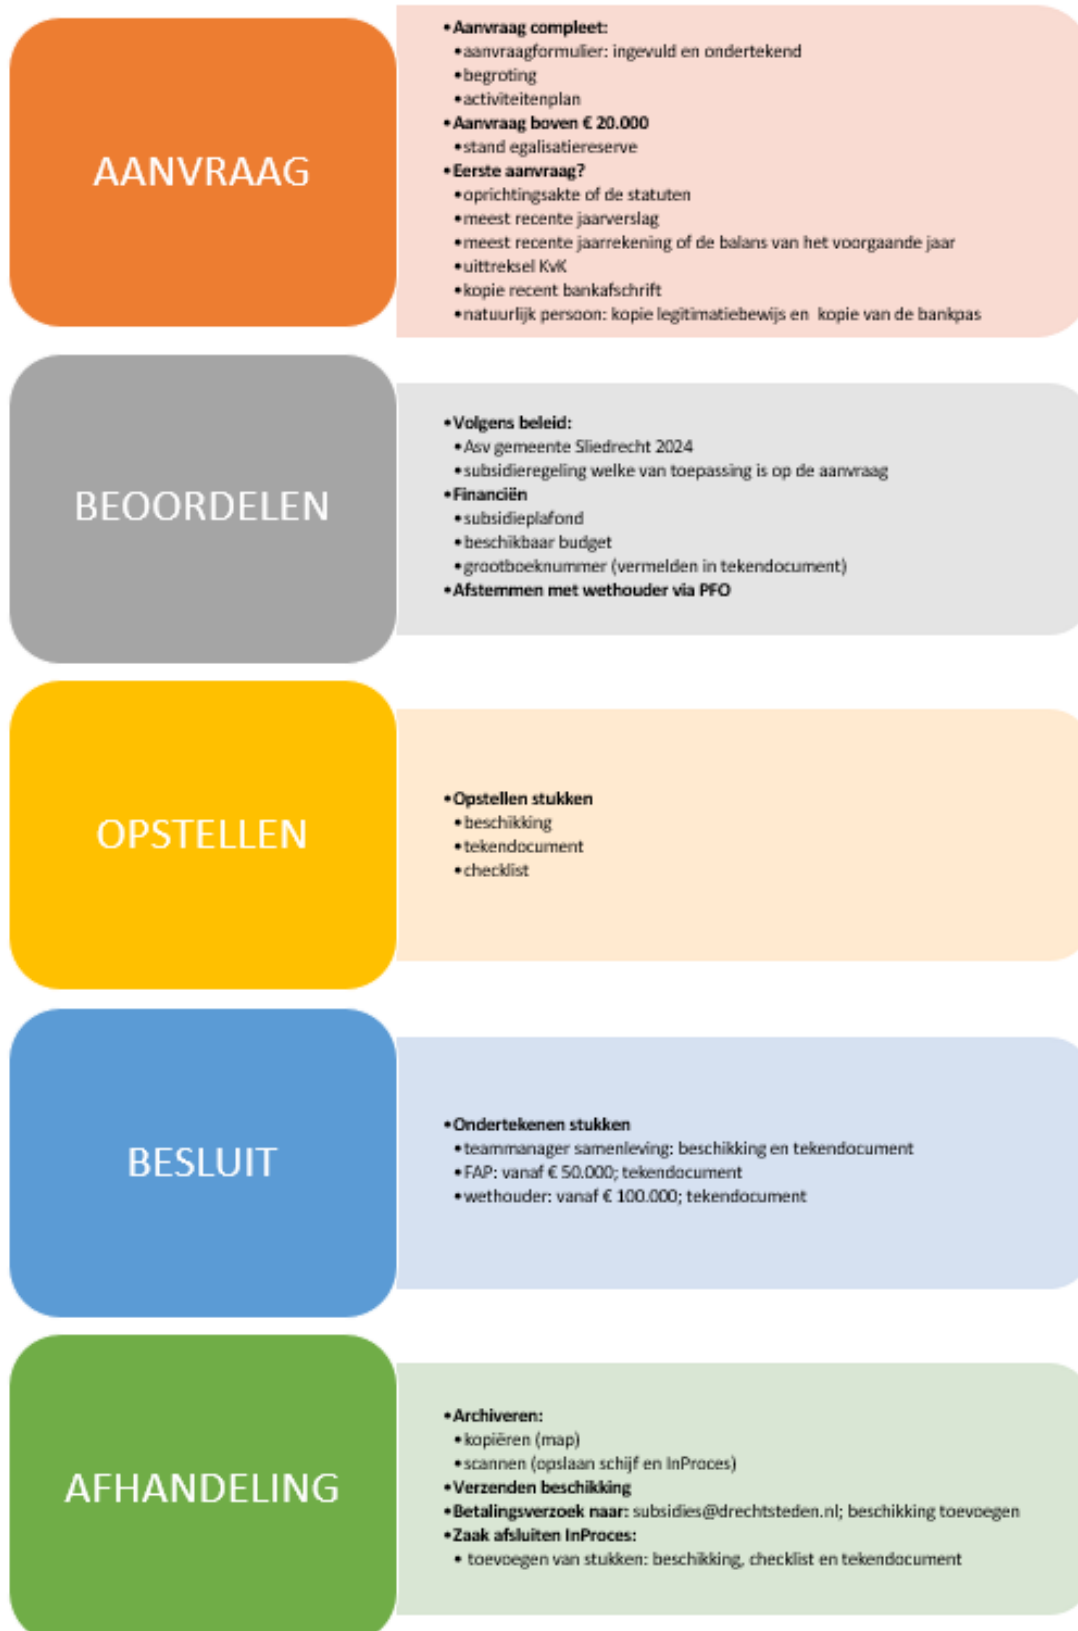 AANVRAAG
•Aanvraag compleet:
•aanvraagformulier: ingevuld en ondertekend
•begroting
•activiteitenplan
•Aanvraag boven € 20.000
•stand egalisatiereserve
•Eerste aanvraag?
•oprichtingsakte of de statuten
•meest recente jaarverslag
•meest recente jaarrekening of de balans van het voorgaande jaar
•uittreksel KvK
•kopie recent bankafschrift
•natuurlijk persoon: kopie legitimatiebewijs en kopie van de bankpas
BEOORDELEN
•Volgens beleid:
•Asv gemeente Sliedrecht 2024
•subsidieregeling welke van toepassing is op de aanvraag
•Financiën
•subsidieplafond
•beschikbaar budget
•grootboeknummer (vermelden in tekendocument)
•Afstemmen met wethouder via PFO
OPSTELLEN
•Opstellen stukken
•beschikking
•tekendocument
•checklist
BESLUIT
•Ondertekenen stukken
•teammanager samenleving: beschikking en tekendocument
•FAP: vanaf € 50.000; tekendocument
•wethouder: vanaf € 100.000; tekendocument
AFHANDELING
•Archiveren:
•kopiëren (map)
•scannen (opslaan schijf en InProces)
•Verzenden beschikking
•Betalingsverzoek naar: subsidies@drechtsteden.nl; beschikking toevoegen
•Zaak afsluiten InProces:
• toevoegen van stukken: beschikking, checklist en tekendocument